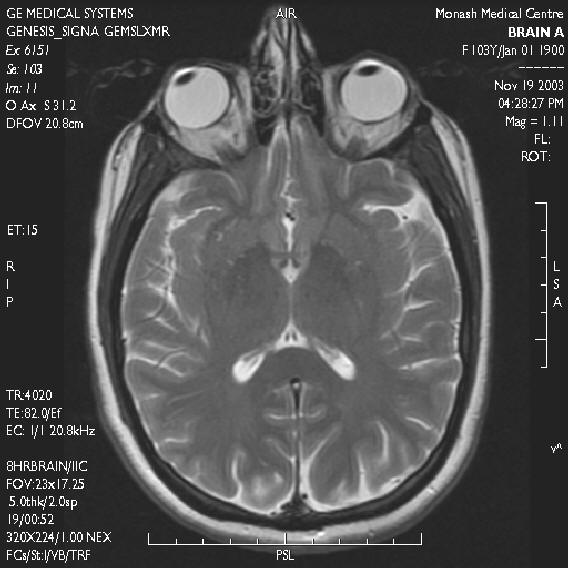 GE MEDICAL SYSTEMS
GENESIS_SIGNA GEMSLXMR
Ex: 6151
Se: 103
Im: 11
O Ax S 31.2
DFOV 20.8cm
AIR
Monash Medical Centre
BRAIN A
F 103Y/Jan 01 1900
-------
Nov 19 2003
04:28:27 PM
Mag = 1.11
FL:
ROT:
ET:15
R
I
P
L
S
A
TR:4020
TE:82.0/Ef
EC: 1/1 20.8kHz
8HRBRAIN/IIC
FOV:23x17.25
5.0thk/2.0sp
19/00:52
320X224/1.00 NEX
FCs/St:I/VB/TRF
PSL